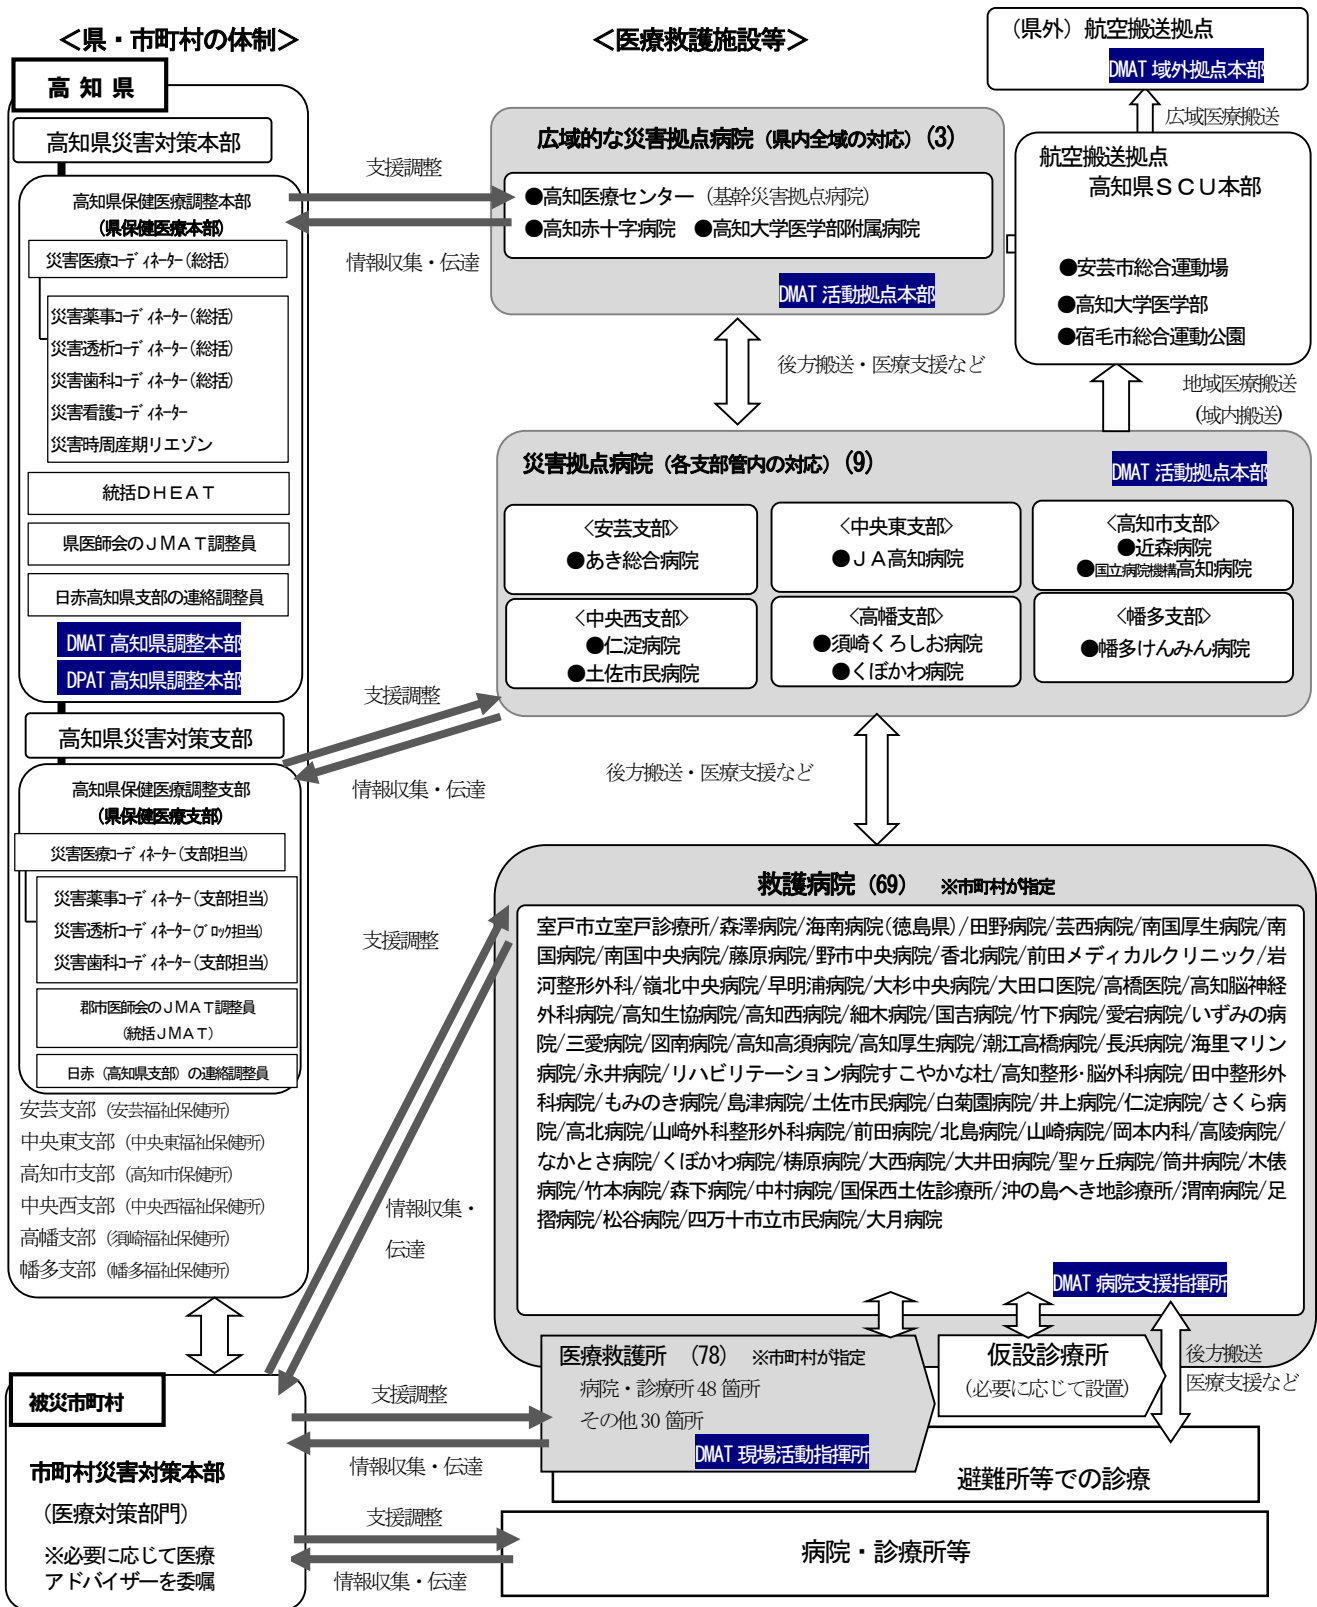 ＜県・市町村の体制＞
高知県
高知県災害対策本部
高知県保健医療調整本部
（県保健医療本部）
災害医療ｺｰﾃﾞｨﾈｰﾀｰ（総括）
災害薬事ｺｰﾃﾞｨﾈｰﾀｰ（総括）
災害透析ｺｰﾃﾞｨﾈｰﾀｰ（総括）
災害歯科ｺｰﾃﾞｨﾈｰﾀｰ（総括）
災害看護ｺｰﾃﾞｨﾈｰﾀｰ
災害時周産期リエゾン
統括ＤＨＥＡＴ
県医師会のＪＭＡＴ調整員
日赤高知県支部の連絡調整員
DMAT 高知県調整本部
DPAT 高知県調整本部
高知県災害対策支部
高知県保健医療調整支部
（県保健医療支部）
災害医療ｺｰﾃﾞｨﾈｰﾀｰ（支部担当）
災害薬事ｺｰﾃﾞｨﾈｰﾀｰ（支部担当）
災害透析ｺｰﾃﾞｨﾈｰﾀｰ（ﾌﾞﾛｯｸ担当）
災害歯科ｺｰﾃﾞｨﾈｰﾀｰ（支部担当）
郡市医師会のＪＭＡＴ調整員
（統括ＪＭＡＴ）
日赤（高知県支部）の連絡調整員
安芸支部（安芸福祉保健所）
中央東支部（中央東福祉保健所）
高知市支部（高知市保健所）
中央西支部（中央西福祉保健所）
高幡支部（須崎福祉保健所）
幡多支部（幡多福祉保健所）
被災市町村
市町村災害対策本部
（医療対策部門）
※必要に応じて医療
アドバイザーを委嘱
支援調整
情報収集・伝達
支援調整
情報収集・伝達
支援調整
情報収集・
伝達
支援調整
情報収集・伝達
支援調整
情報収集・伝達
＜医療救護施設等＞
広域的な災害拠点病院（県内全域の対応）(3)
●高知医療センター（基幹災害拠点病院）
●高知赤十字病院　●高知大学医学部附属病院
DMAT 活動拠点本部
後方搬送・医療支援など
（県外）航空搬送拠点
DMAT 域外拠点本部
広域医療搬送
航空搬送拠点
高知県ＳＣＵ本部
●安芸市総合運動場
●高知大学医学部
●宿毛市総合運動公園
地域医療搬送
（域内搬送）
災害拠点病院（各支部管内の対応）(9)
DMAT 活動拠点本部
〈安芸支部〉
●あき総合病院
〈中央東支部〉
●ＪＡ高知病院
〈高知市支部〉
●近森病院
●国立病院機構高知病院
〈中央西支部〉
●仁淀病院
●土佐市民病院
〈高幡支部〉
●須崎くろしお病院
●くぼかわ病院
〈幡多支部〉
●幡多けんみん病院
後方搬送・医療支援など
救護病院（69）　※市町村が指定
室戸市立室戸診療所/森澤病院/海南病院(徳島県)/田野病院/芸西病院/南国厚生病院/南
国病院/南国中央病院/藤原病院/野市中央病院/香北病院/前田メディカルクリニック/岩
河整形外科/嶺北中央病院/早明浦病院/大杉中央病院/大田口医院/高橋医院/高知脳神経
外科病院/高知生協病院/高知西病院/細木病院/国吉病院/竹下病院/愛宕病院/いずみの病
院/三愛病院/図南病院/高知高須病院/高知厚生病院/潮江高橋病院/長浜病院/海里マリン
病院/永井病院/リハビリテーション病院すこやかな杜/高知整形･脳外科病院/田中整形外
科病院/もみのき病院/島津病院/土佐市民病院/白菊園病院/井上病院/仁淀病院/さくら病
院/高北病院/山﨑外科整形外科病院/前田病院/北島病院/山崎病院/岡本内科/高陵病院/
なかとさ病院/くぼかわ病院/梼原病院/大西病院/大井田病院/聖ヶ丘病院/筒井病院/木俵
病院/竹本病院/森下病院/中村病院/国保西土佐診療所/沖の島へき地診療所/渭南病院/足
摺病院/松谷病院/四万十市立市民病院/大月病院
DMAT 病院支援指揮所
医療救護所　（78）　※市町村が指定
病院・診療所48 箇所
その他30 箇所
DMAT 現場活動指揮所
仮設診療所
（必要に応じて設置）
後方搬送
医療支援など
避難所等での診療
病院・診療所等